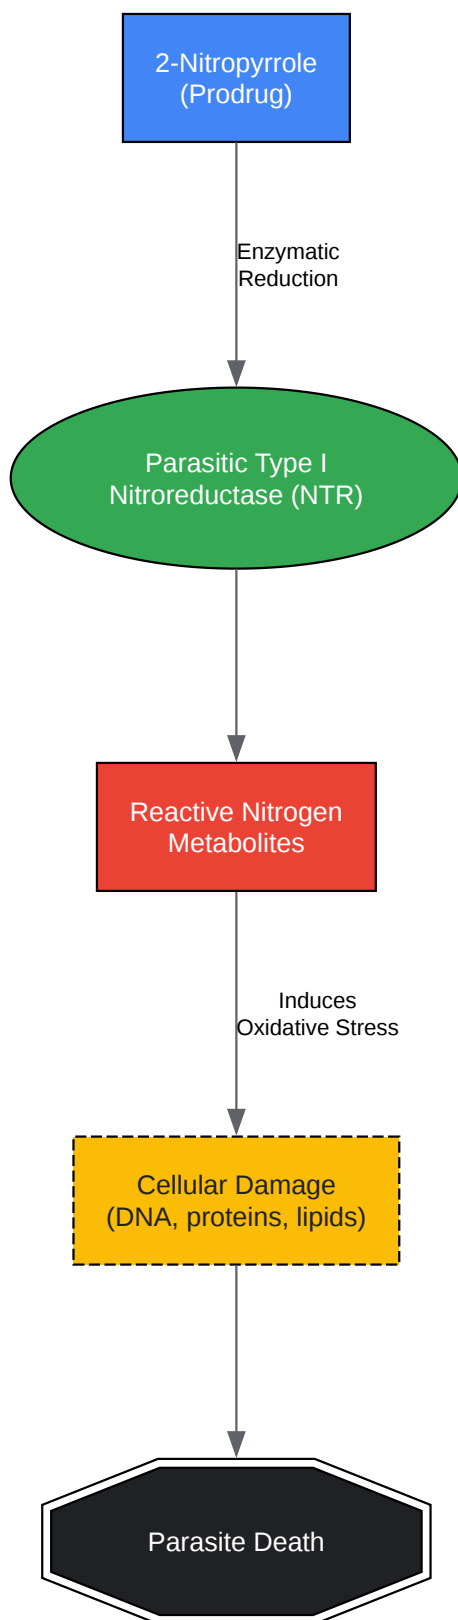 2-Nitropyrrole
(Prodrug)
Enzymatic
Reduction
Parasitic Type I
Nitroreductase (NTR)
Reactive Nitrogen
Metabolites
Induces
Oxidative Stress
Cellular Damage
(DNA, proteins, lipids)
Parasite Death